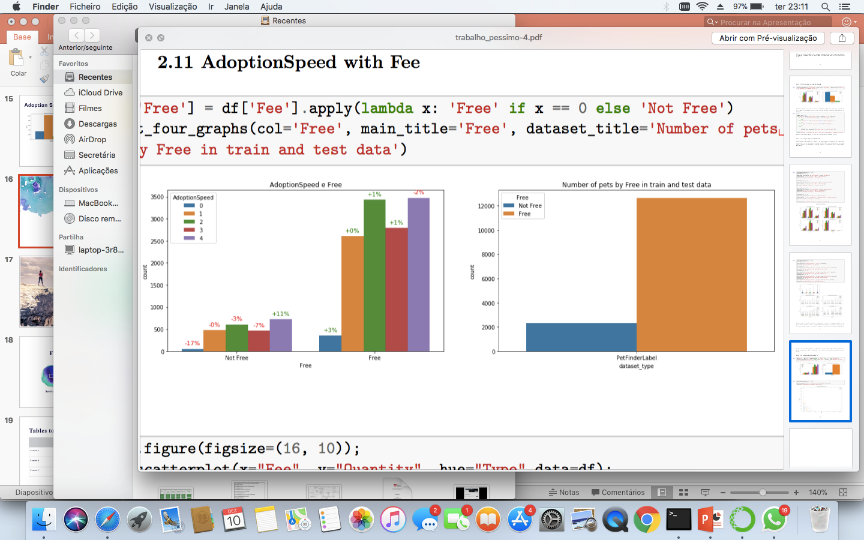 Finder Ficheiro Edição Visualização Ir Janela Ajuda 97% ter 23:11
Recentes
Procurar na Apresentação
Base
Colar
Anterior/seguinte
trabalho_pessimo-4.pdf
Abrir com Pré-visualização
Favoritos
Recentes
iCloud Drive
Filmes
Descargas
AirDrop
Secretária
Aplicações
Dispositivos
MacBook...
Disco rem...
Partilha
laptop-3r8...
Identificadores
15
16
17
18
19
2.11 AdoptionSpeed with Fee
'Free'] = df['Fee'].apply(lambda x: 'Free' if x == 0 else 'Not Free')
t_four_graphs(col='Free', main_title='Free', dataset_title='Number of pets
y Free in train and test data')
AdoptionSpeed e Free
AdoptionSpeed
0
1
2
3
4
3500
3000
2500
2000
1500
1000
500
0
count
-17%
-0%
-3%
-7%
+11%
+3%
+0%
+1%
+1%
-2%
Not Free
Free
Free
Number of pets by Free in train and test data
Free
Not Free
Free
12000
10000
8000
6000
4000
2000
0
count
PetFinderLabel
dataset_type
.figure(figsize=(16, 10));
scatterplot(x="Fee", y="Quantity", hue="Type",data=df);
Diapositivo
Notas
Comentários
140%
OCT
10
2
1
4
19